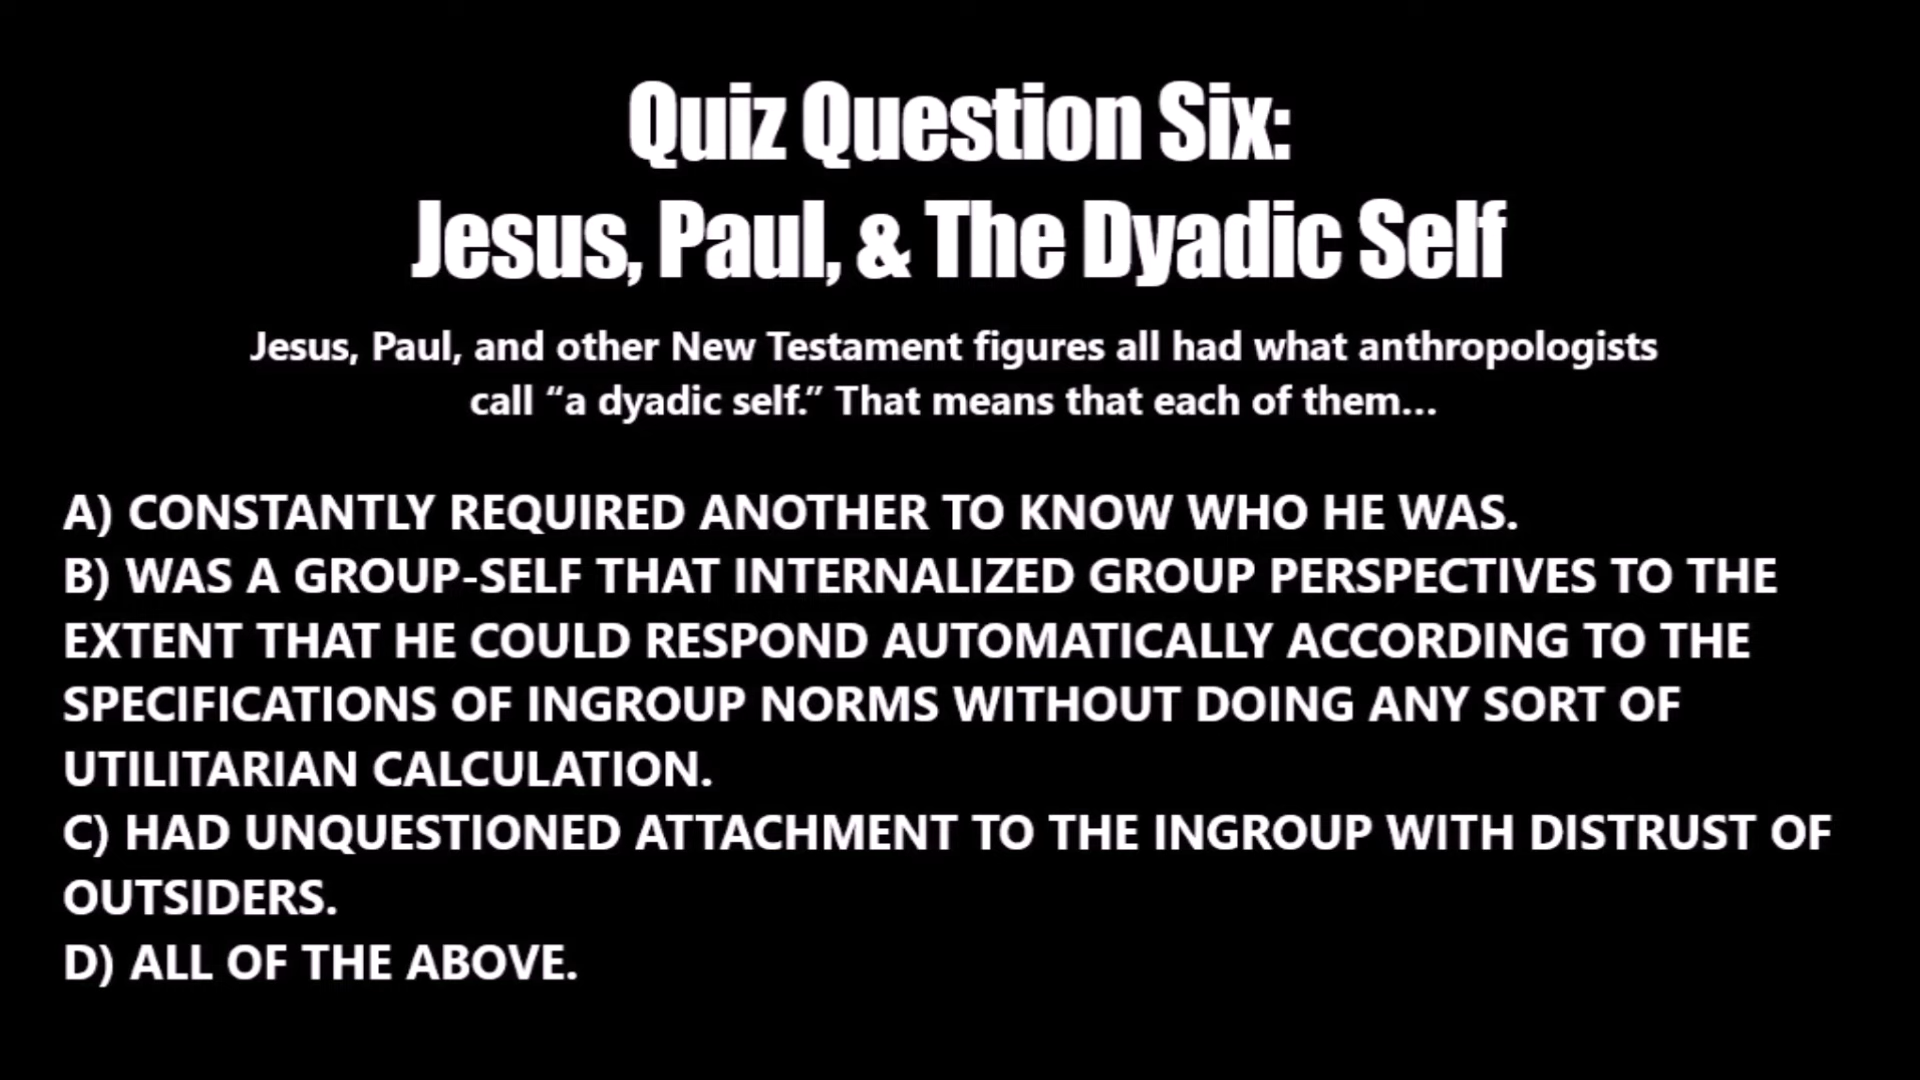 Quiz Question Six:
Jesus, Paul, & The Dyadic Self
Jesus, Paul, and other New Testament figures all had what anthropologists
call “a dyadic self.” That means that each of them...
A) CONSTANTLY REQUIRED ANOTHER TO KNOW WHO HE WAS.
B) WAS A GROUP-SELF THAT INTERNALIZED GROUP PERSPECTIVES TO THE
EXTENT THAT HE COULD RESPOND AUTOMATICALLY ACCORDING TO THE
SPECIFICATIONS OF INGROUP NORMS WITHOUT DOING ANY SORT OF
UTILITARIAN CALCULATION.
C) HAD UNQUESTIONED ATTACHMENT TO THE INGROUP WITH DISTRUST OF
OUTSIDERS.
D) ALL OF THE ABOVE.